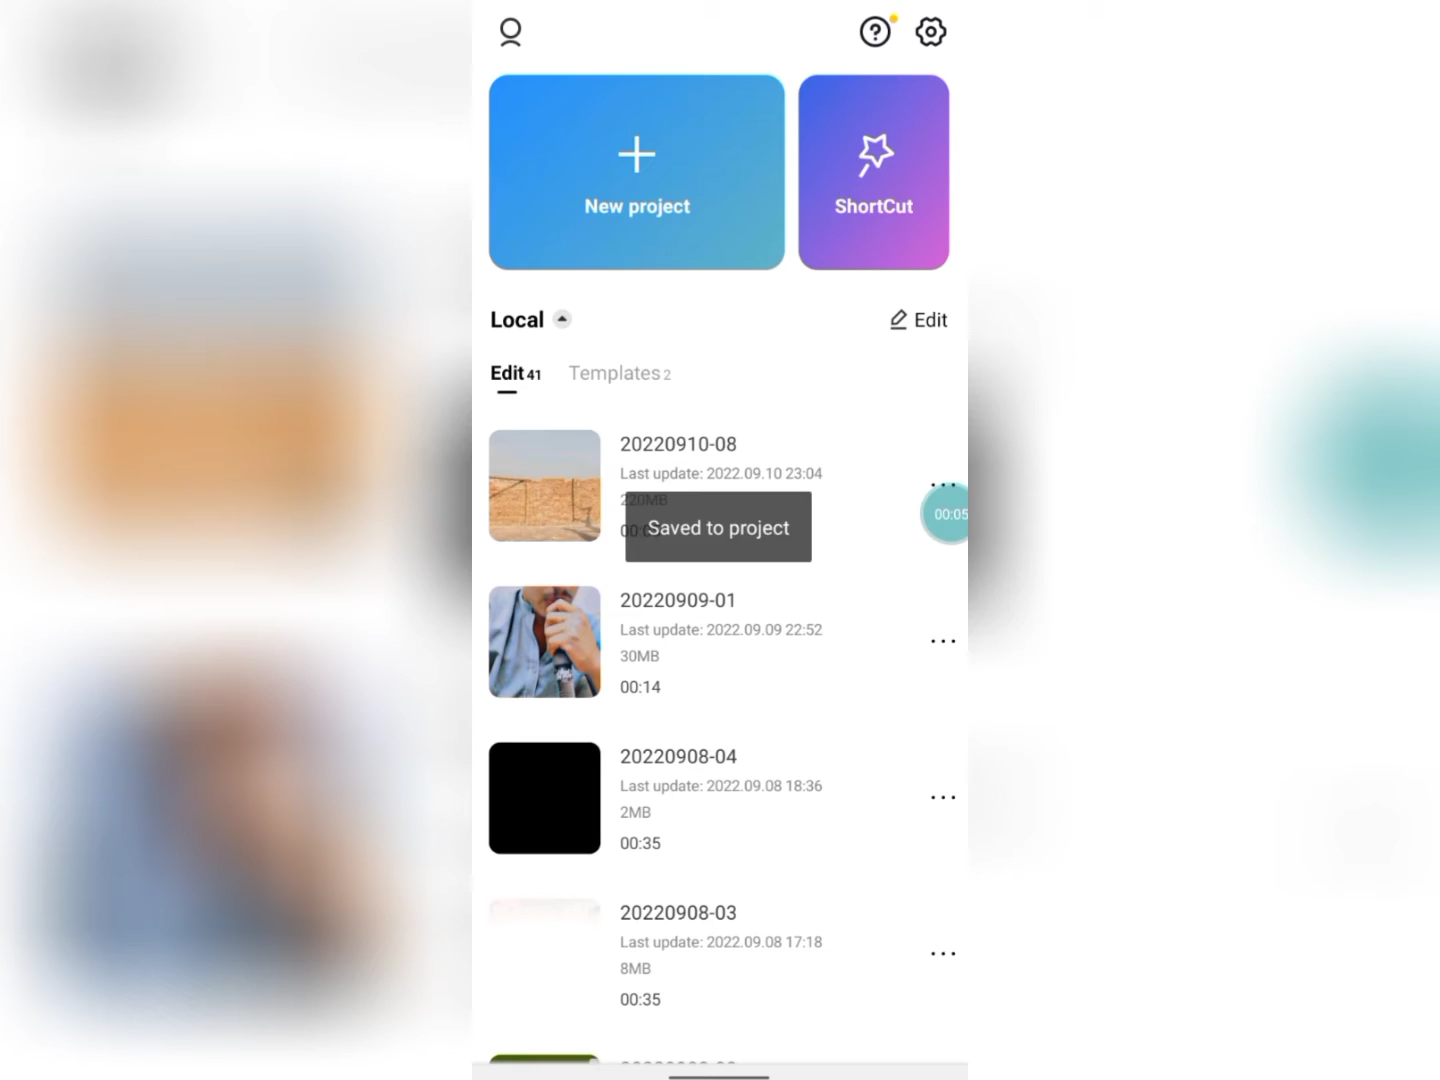 New project
ShortCut
Local
Edit
Edit 41
Templates 2
20220910-08
Last update: 2022.09.10 23:04
220MB
Saved to project
00:05
20220909-01
Last update: 2022.09.09 22:52
30MB
00:14
20220908-04
Last update: 2022.09.08 18:36
2MB
00:35
20220908-03
Last update: 2022.09.08 17:18
8MB
00:35